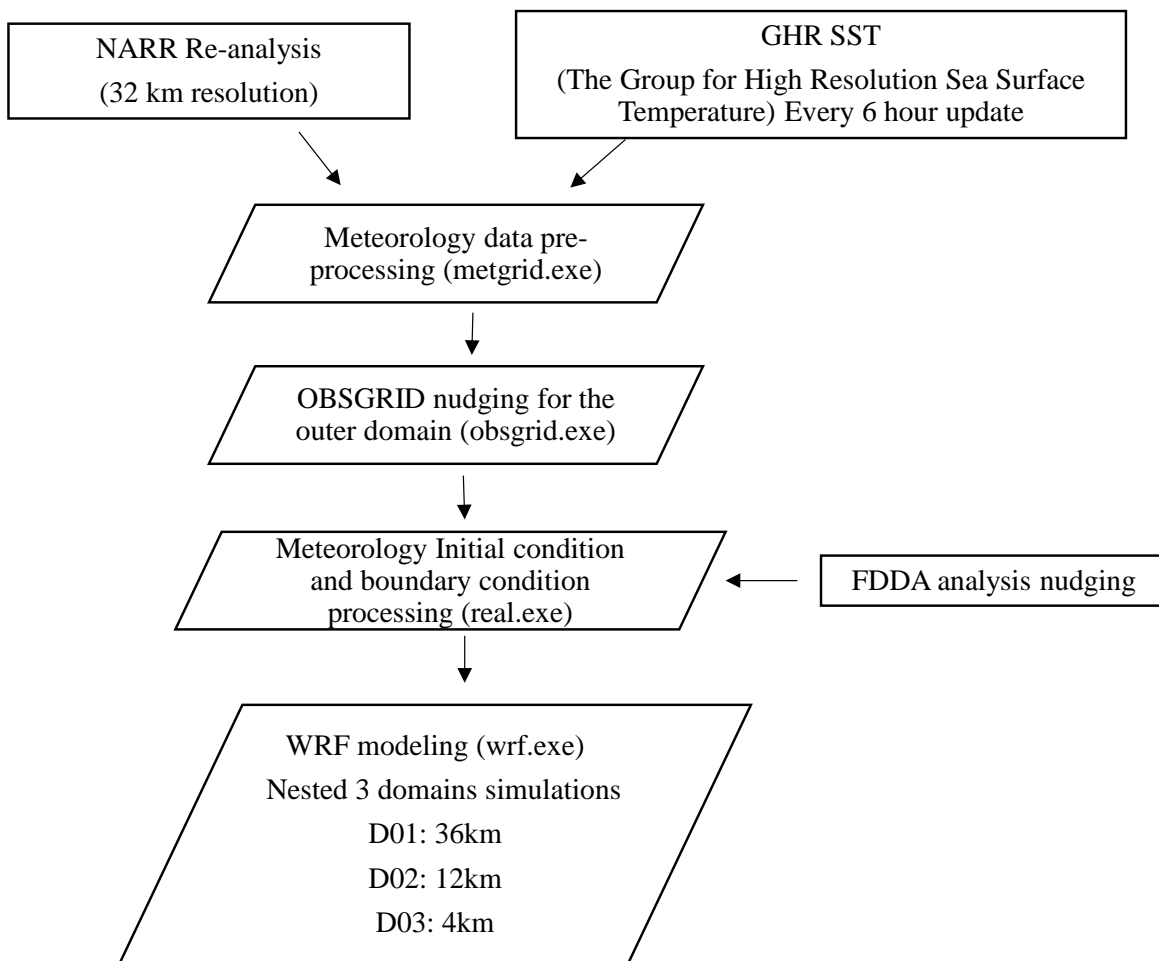 NARR Re-analysis
(32 km resolution)
GHR SST
(The Group for High Resolution Sea Surface
Temperature) Every 6 hour update
Meteorology data pre-
processing (metgrid.exe)
OBSGRID nudging for the
outer domain (obsgrid.exe)
Meteorology Initial condition
and boundary condition
processing (real.exe)
FDDA analysis nudging
WRF modeling (wrf.exe)
Nested 3 domains simulations
D01: 36km
D02: 12km
D03: 4km